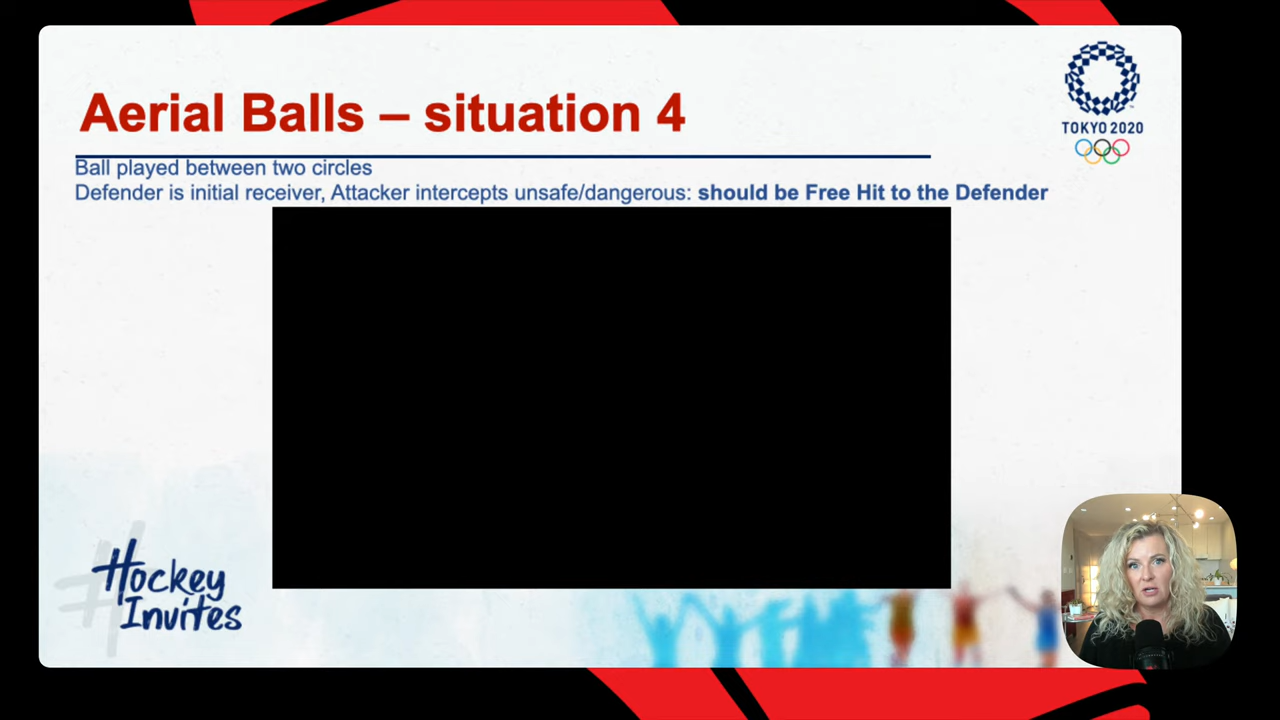 Aerial Balls – situation 4
TOKYO 2020
Ball played between two circles
Defender is initial receiver, Attacker intercepts unsafe/dangerous: should be Free Hit to the Defender
#Hockey
Invites